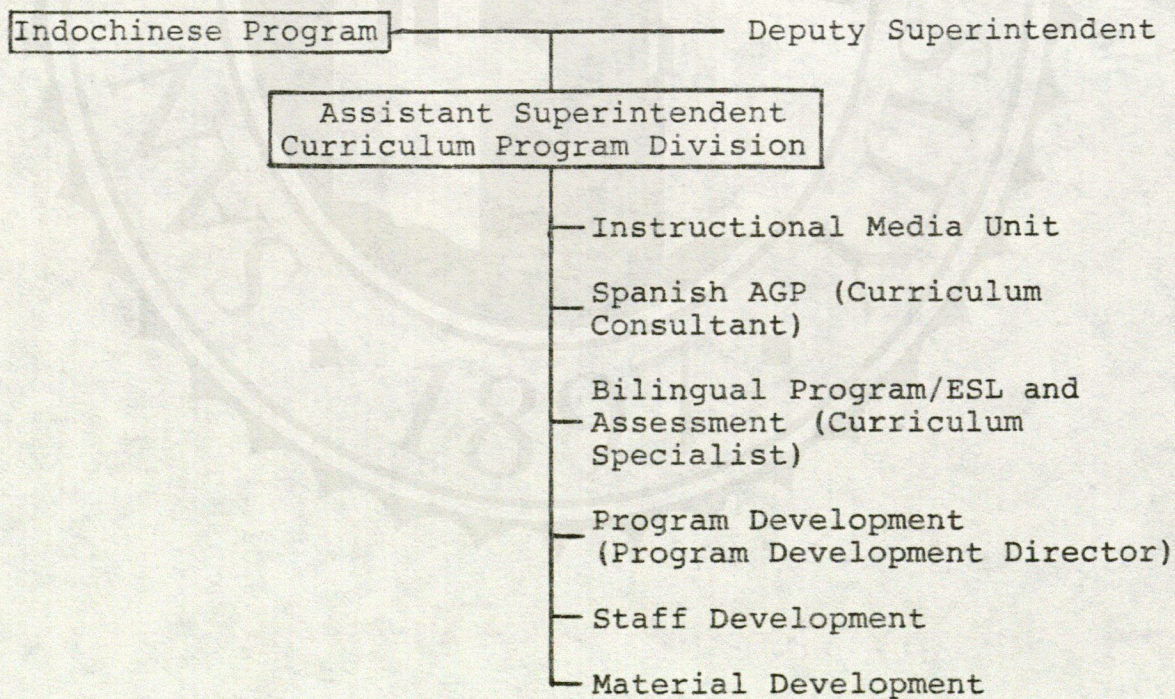 Indochinese Program Deputy Superintendent
Assistant Superintendent
Curriculum Program Division
Instructional Media Unit
Spanish AGP (Curriculum
Consultant)
Bilingual Program/ESL and
Assessment (Curriculum
Specialist)
Program Development
(Program Development Director)
Staff Development
Material Development